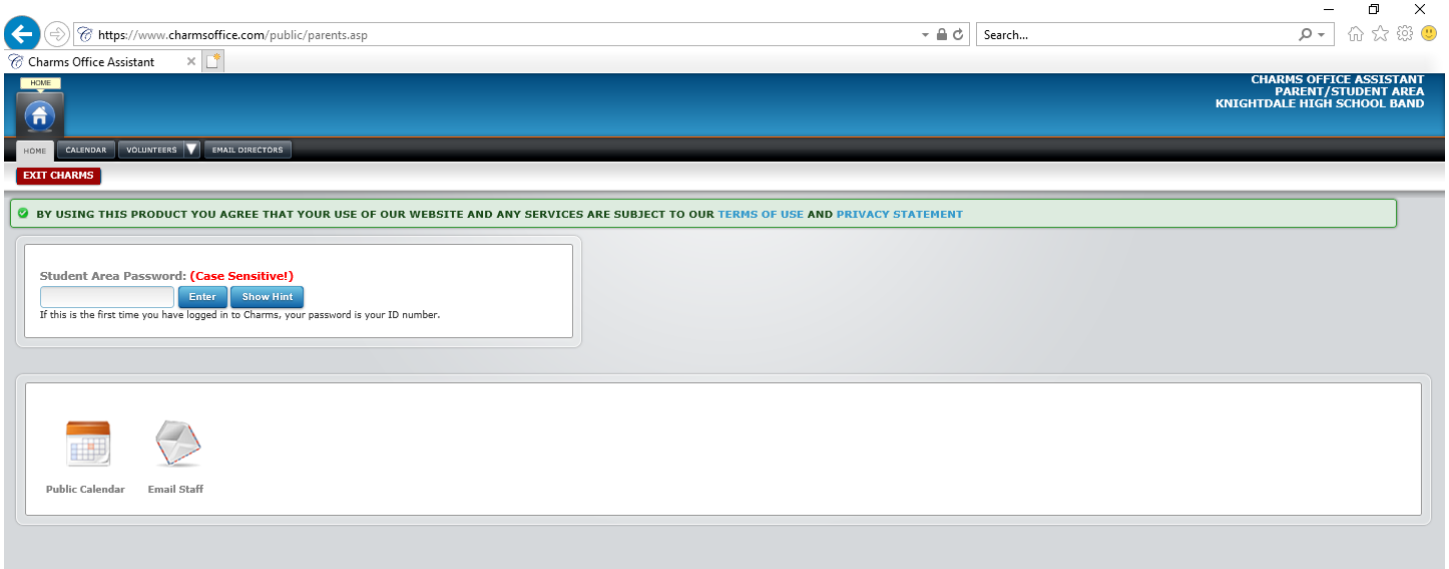 https://www.charmsoffice.com/public/parents.asp
Search...
Charms Office Assistant
HOME
CHARMS OFFICE ASSISTANT
PARENT/STUDENT AREA
KNIGHTDALE HIGH SCHOOL BAND
HOME CALENDAR VOLUNTEERS EMAIL DIRECTORS
EXIT CHARMS
BY USING THIS PRODUCT YOU AGREE THAT YOUR USE OF OUR WEBSITE AND ANY SERVICES ARE SUBJECT TO OUR TERMS OF USE AND PRIVACY STATEMENT
Student Area Password: (Case Sensitive!)
Enter Show Hint
If this is the first time you have logged in to Charms, your password is your ID number.
Public Calendar Email Staff